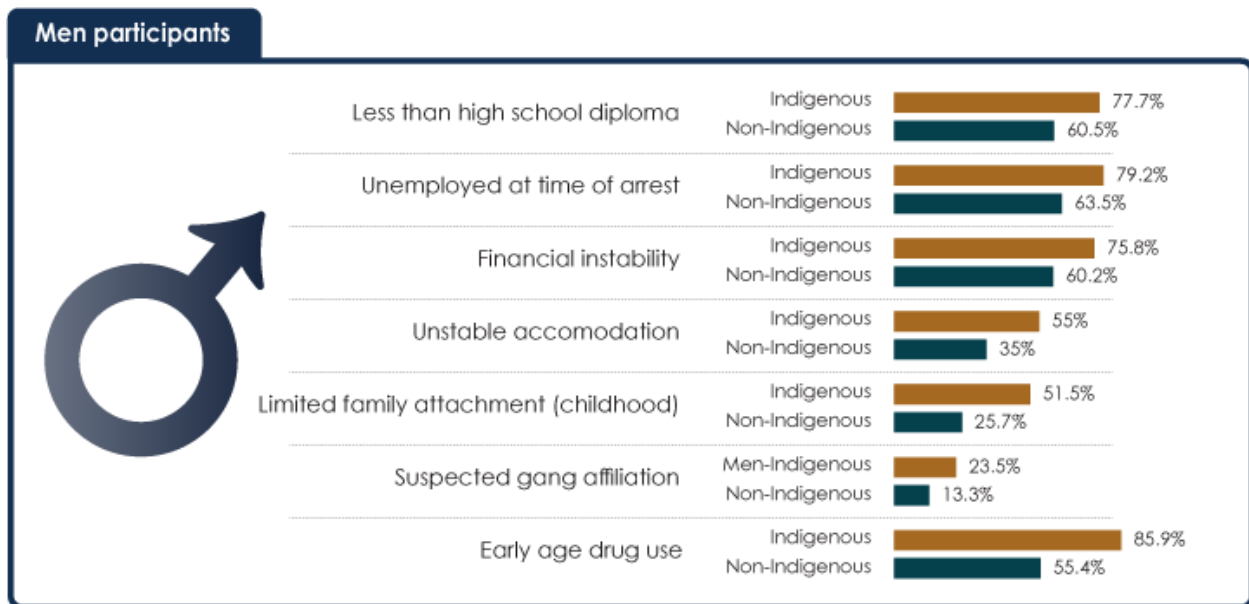 Men participants
Less than high school diploma
Indigenous 77.7%
Non-Indigenous 60.5%
Unemployed at time of arrest
Indigenous 79.2%
Non-Indigenous 63.5%
Financial instability
Indigenous 75.8%
Non-Indigenous 60.2%
Unstable accomodation
Indigenous 55%
Non-Indigenous 35%
Limited family attachment (childhood)
Indigenous 51.5%
Non-Indigenous 25.7%
Suspected gang affiliation
Men-Indigenous 23.5%
Non-Indigenous 13.3%
Early age drug use
Indigenous 85.9%
Non-Indigenous 55.4%